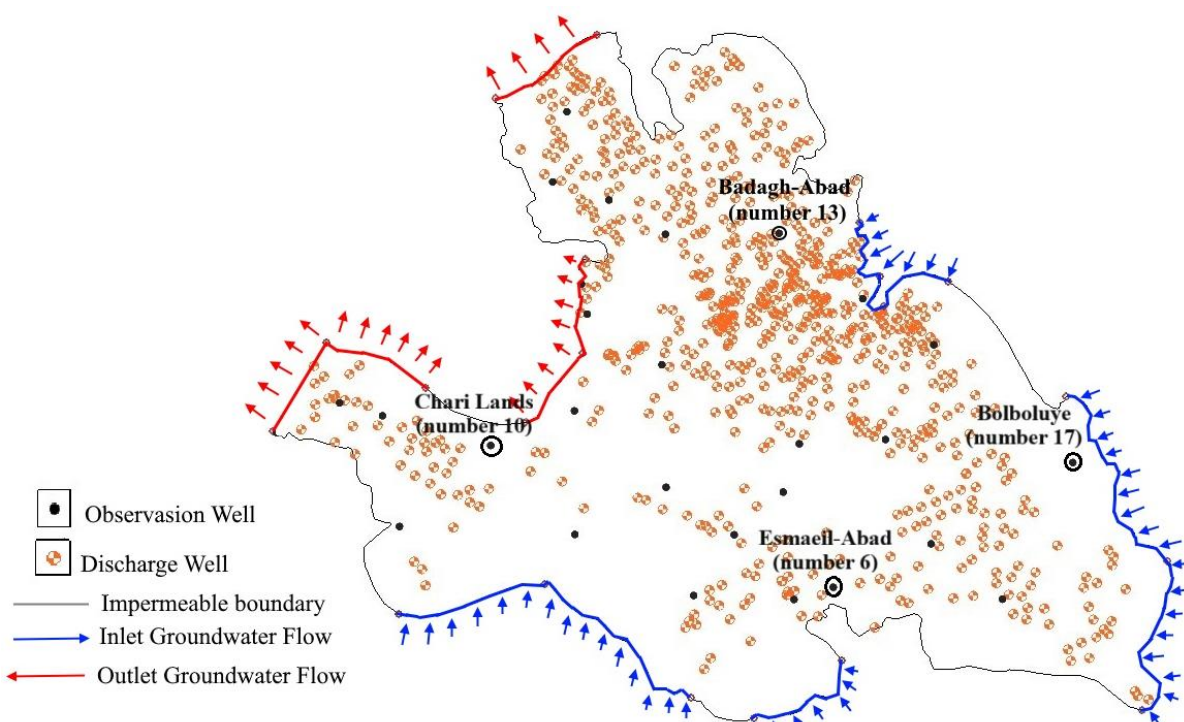 Badagh-Abad
(number 13)
Chari Lands
(number 10)
Bolboluye
(number 17)
Esmaeil-Abad
(number 6)
Observasion Well
Discharge Well
Impermeable boundary
Inlet Groundwater Flow
Outlet Groundwater Flow